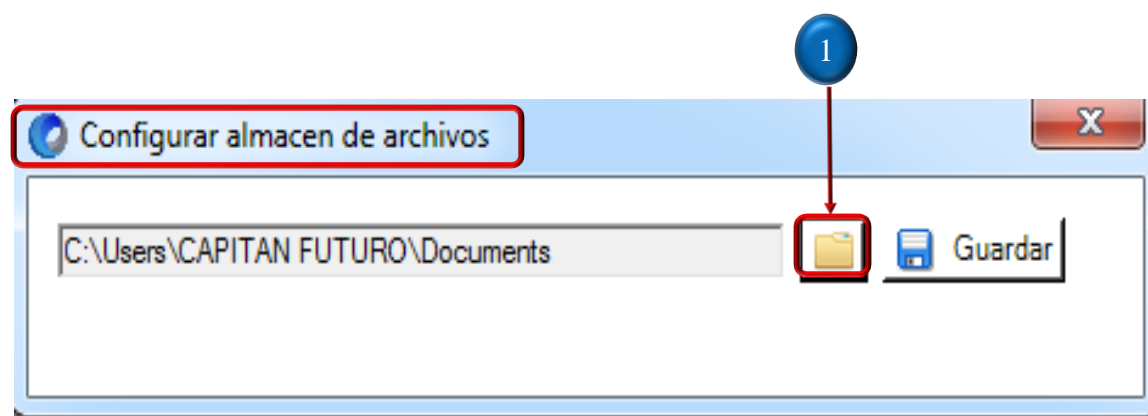 1
Configurar almacen de archivos
x
C:\Users\CAPITAN FUTURO\Documents
Guardar